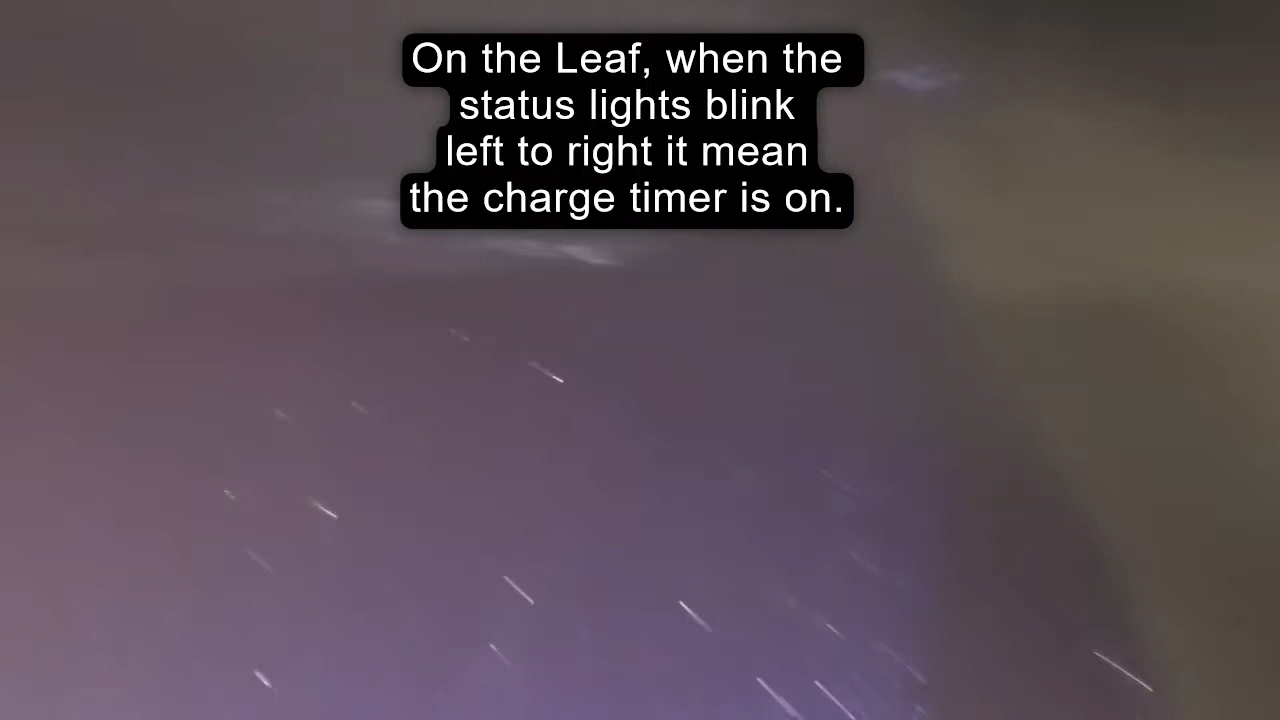 On the Leaf, when the
status lights blink
left to right it mean
the charge timer is on.